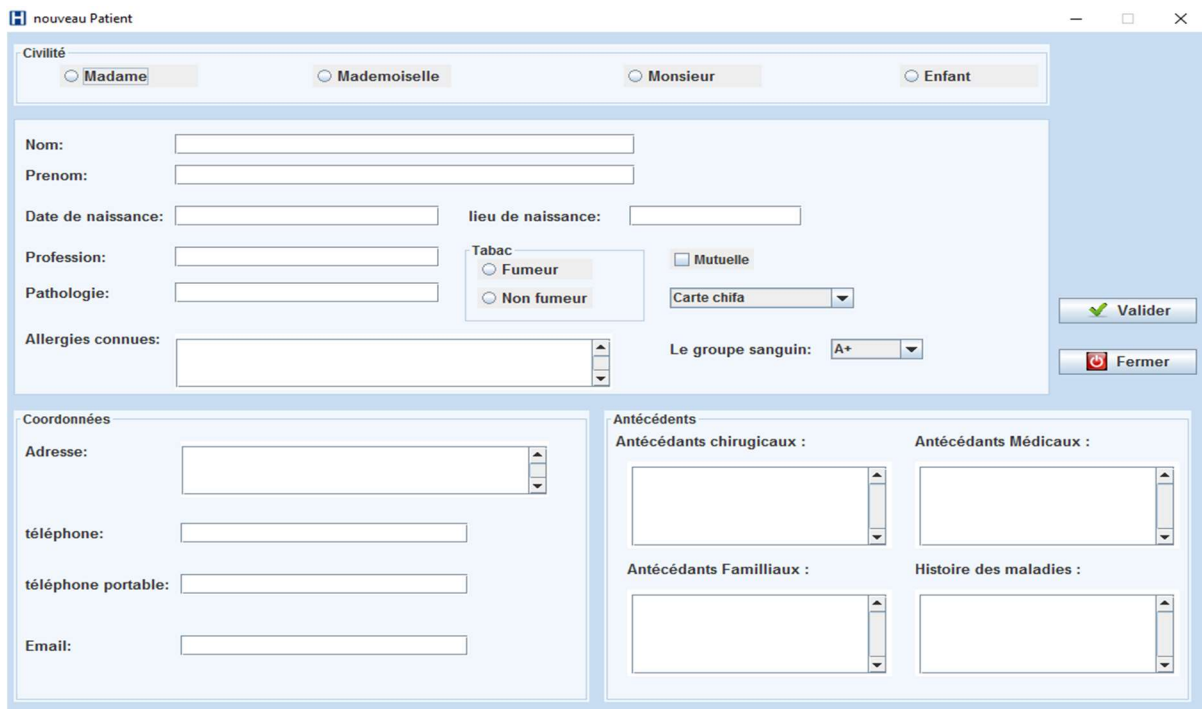 H nouveau Patient
Civilité
Madame Mademoiselle Monsieur Enfant
Nom:
Prenom:
Date de naissance: lieu de naissance:
Profession:
Tabac
Fumeur
Non fumeur
Mutuelle
Pathologie:
Carte chifa
Allergies connues:
Le groupe sanguin: A+
Valider
Fermer
Coordonnées
Adresse:
téléphone:
téléphone portable:
Email:
Antécédents
Antécédants chirugicaux : Antécédants Médicaux :
Antécédants Familliaux : Histoire des maladies :